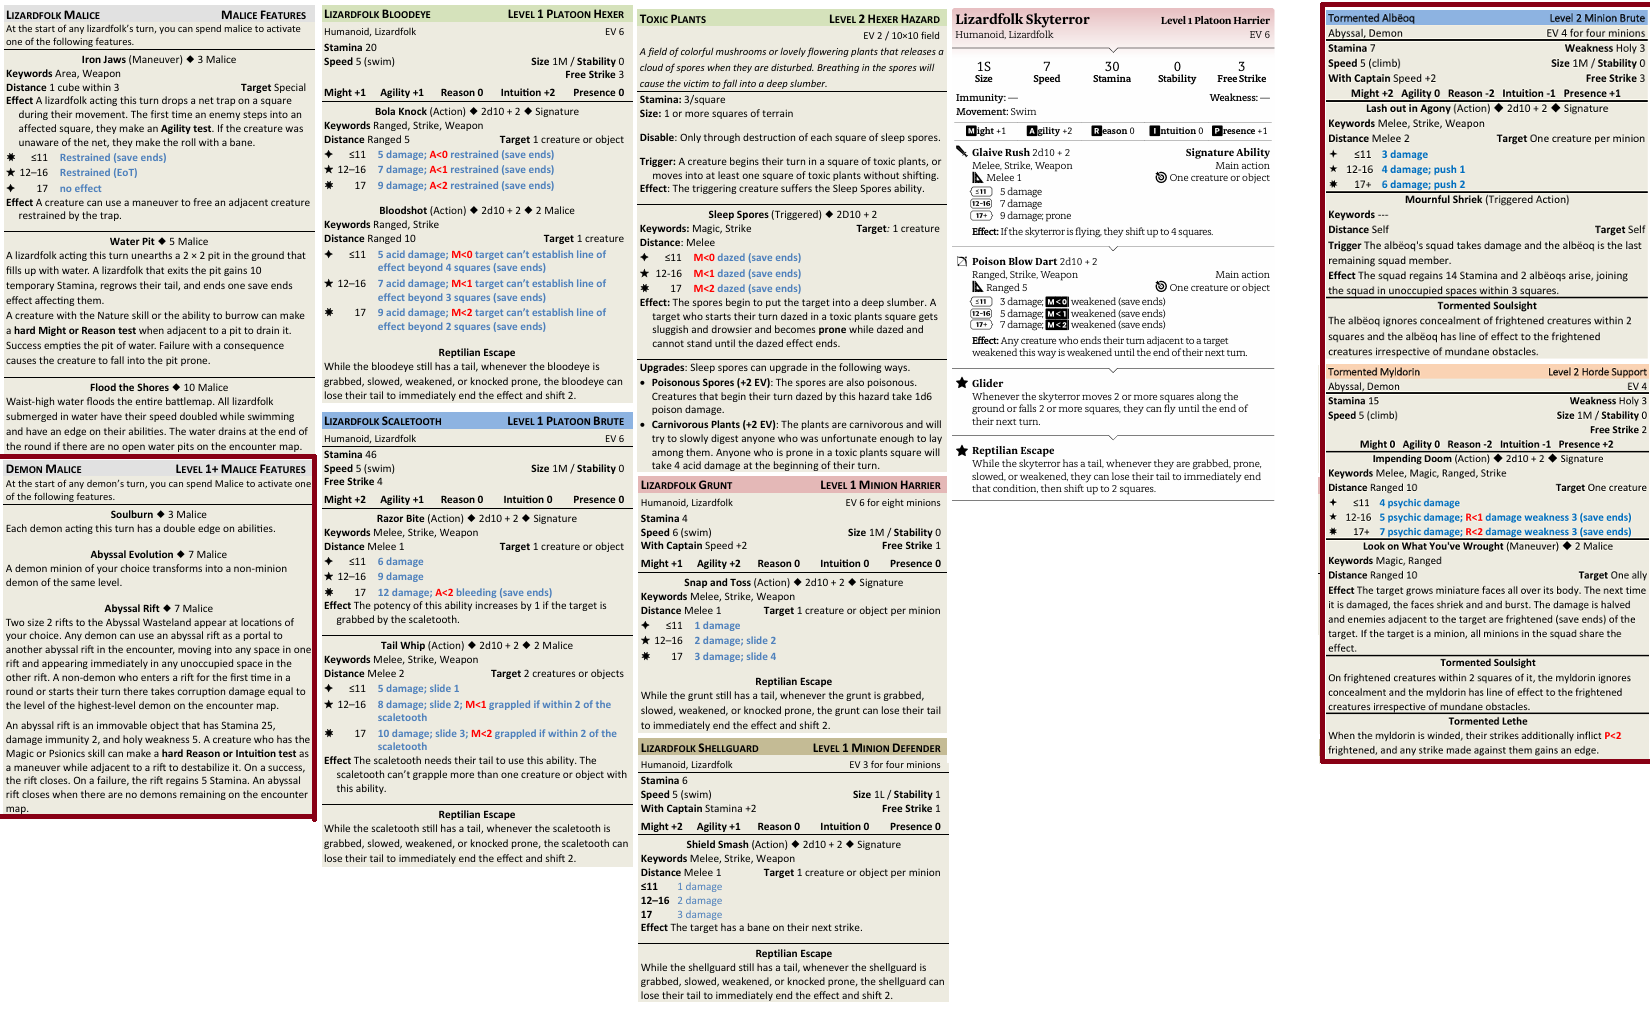 LIZARDFOLK MALICE MALICE FEATURES
At the start of any lizardfolk's turn, you can spend malice to activate
one of the following features.
Iron Jaws (Maneuver) ◆ 3 Malice
Keywords Area, Weapon
Distance 1 cube within 3 Target Special
Effect A lizardfolk acting this turn drops a net trap on a square
during their movement. The first time an enemy steps into an
affected square, they make an Agility test. If the creature was
unaware of the net, they make the roll with a bane.
✦ ≤11 Restrained (save ends)
★ 12–16 Restrained (EoT)
✦ 17 no effect
Effect A creature can use a maneuver to free an adjacent creature
restrained by the trap.
Water Pit ◆ 5 Malice
A lizardfolk acting this turn unearths a 2 × 2 pit in the ground that
fills up with water. A lizardfolk that exits the pit gains 10
temporary Stamina, regrows their tail, and ends one save ends
effect affecting them.
A creature with the Nature skill or the ability to burrow can make
a hard Might or Reason test when adjacent to a pit to drain it.
Success empties the pit of water. Failure with a consequence
causes the creature to fall into the pit prone.
Flood the Shores ◆ 10 Malice
Waist-high water floods the entire battlemap. All lizardfolk
submerged in water have their speed doubled while swimming
and have an edge on their abilities. The water drains at the end of
the round if there are no open water pits on the encounter map.
DEMON MALICE LEVEL 1+ MALICE FEATURES
At the start of any demon's turn, you can spend Malice to activate one
of the following features.
Soulburn ◆ 3 Malice
Each demon acting this turn has a double edge on abilities.
Abyssal Evolution ◆ 7 Malice
A demon minion of your choice transforms into a non-minion
demon of the same level.
Abyssal Rift ◆ 7 Malice
Two size 2 rifts to the Abyssal Wasteland appear at locations of
your choice. Any demon can use an abyssal rift as a portal to
another abyssal rift in the encounter, moving into any space in one
rift and appearing immediately in any unoccupied space in the
other rift. A non-demon who enters a rift for the first time in a
round or starts their turn there takes corruption damage equal to
the level of the highest-level demon on the encounter map.
An abyssal rift is an immovable object that has Stamina 25,
damage immunity 2, and holy weakness 5. A creature who has the
Magic or Psionics skill can make a hard Reason or Intuition test as
a maneuver while adjacent to a rift to destabilize it. On a success,
the rift closes. On a failure, the rift regains 5 Stamina. An abyssal
rift closes when there are no demons remaining on the encounter
map.
LIZARDFOLK BLOODEYE LEVEL 1 PLATOON HEXER
Humanoid, Lizardfolk EV 6
Stamina 20
Speed 5 (swim) Size 1M / Stability 0
Free Strike 3
Might +1 Agility +1 Reason 0 Intuition +2 Presence 0
Bola Knock (Action) ◆ 2d10 + 2 ◆ Signature
Keywords Ranged, Strike, Weapon
Distance Ranged 5 Target 1 creature or object
✦ ≤11 5 damage; A<0 restrained (save ends)
★ 12–16 7 damage; A<1 restrained (save ends)
✸ 17 9 damage; A<2 restrained (save ends)
Bloodshot (Action) ◆ 2d10 + 2 ◆ 2 Malice
Keywords Ranged, Strike
Distance Ranged 10 Target 1 creature
✦ ≤11 5 acid damage; M<0 target can't establish line of
effect beyond 4 squares (save ends)
★ 12–16 7 acid damage; M<1 target can't establish line of
effect beyond 3 squares (save ends)
✸ 17 9 acid damage; M<2 target can't establish line of
effect beyond 2 squares (save ends)
Reptilian Escape
While the bloodeye still has a tail, whenever the bloodeye is
grabbed, slowed, weakened, or knocked prone, the bloodeye can
lose their tail to immediately end the effect and shift 2.
LIZARDFOLK SCALETOOTH LEVEL 1 PLATOON BRUTE
Humanoid, Lizardfolk EV 6
Stamina 46
Speed 5 (swim) Size 1M / Stability 0
Free Strike 4
Might +2 Agility +1 Reason 0 Intuition 0 Presence 0
Razor Bite (Action) ◆ 2d10 + 2 ◆ Signature
Keywords Melee, Strike, Weapon
Distance Melee 1 Target 1 creature or object
✦ ≤11 6 damage
★ 12–16 9 damage
✸ 17 12 damage; A<2 bleeding (save ends)
Effect The potency of this ability increases by 1 if the target is
grabbed by the scaletooth.
Tail Whip (Action) ◆ 2d10 + 2 ◆ 2 Malice
Keywords Melee, Strike, Weapon
Distance Melee 2 Target 2 creatures or objects
✦ ≤11 5 damage; slide 1
★ 12–16 8 damage; slide 2; M<1 grappled if within 2 of the
scaletooth
✸ 17 10 damage; slide 3; M<2 grappled if within 2 of the
scaletooth
Effect The scaletooth needs their tail to use this ability. The
scaletooth can't grapple more than one creature or object with
this ability.
Reptilian Escape
While the scaletooth still has a tail, whenever the scaletooth is
grabbed, slowed, weakened, or knocked prone, the scaletooth can
lose their tail to immediately end the effect and shift 2.
TOXIC PLANTS LEVEL 2 HEXER HAZARD
EV 2 / 10×10 field
A field of colorful mushrooms or lovely flowering plants that releases a
cloud of spores when they are disturbed. Breathing in the spores will
cause the victim to fall into a deep slumber.
Stamina: 3/square
Size: 1 or more squares of terrain
Disable: Only through destruction of each square of sleep spores.
Trigger: A creature begins their turn in a square of toxic plants, or
moves into at least one square of toxic plants without shifting.
Effect: The triggering creature suffers the Sleep Spores ability.
Sleep Spores (Triggered) ◆ 2D10 + 2
Keywords: Magic, Strike Target: 1 creature
Distance: Melee
✦ ≤11 M<0 dazed (save ends)
★ 12-16 M<1 dazed (save ends)
✸ 17 M<2 dazed (save ends)
Effect: The spores begin to put the target into a deep slumber. A
target who starts their turn dazed in a toxic plants square gets
sluggish and drowsier and becomes prone while dazed and
cannot stand until the dazed effect ends.
Upgrades: Sleep spores can upgrade in the following ways.
• Poisonous Spores (+2 EV): The spores are also poisonous.
Creatures that begin their turn dazed by this hazard take 1d6
poison damage.
• Carnivorous Plants (+2 EV): The plants are carnivorous and will
try to slowly digest anyone who was unfortunate enough to lay
among them. Anyone who is prone in a toxic plants square will
take 4 acid damage at the beginning of their turn.
LIZARDFOLK GRUNT LEVEL 1 MINION HARRIER
Humanoid, Lizardfolk EV 6 for eight minions
Stamina 4
Speed 6 (swim) Size 1M / Stability 0
With Captain Speed +2 Free Strike 1
Might +1 Agility +2 Reason 0 Intuition 0 Presence 0
Snap and Toss (Action) ◆ 2d10 + 2 ◆ Signature
Keywords Melee, Strike, Weapon
Distance Melee 1 Target 1 creature or object per minion
✦ ≤11 1 damage
★ 12–16 2 damage; slide 2
✸ 17 3 damage; slide 4
Reptilian Escape
While the grunt still has a tail, whenever the grunt is grabbed,
slowed, weakened, or knocked prone, the grunt can lose their tail
to immediately end the effect and shift 2.
LIZARDFOLK SHELLGUARD LEVEL 1 MINION DEFENDER
Humanoid, Lizardfolk EV 3 for four minions
Stamina 6
Speed 5 (swim) Size 1L / Stability 1
With Captain Stamina +2 Free Strike 1
Might +2 Agility +1 Reason 0 Intuition 0 Presence 0
Shield Smash (Action) ◆ 2d10 + 2 ◆ Signature
Keywords Melee, Strike, Weapon
Distance Melee 1 Target 1 creature or object per minion
≤11 1 damage
12–16 2 damage
17 3 damage
Effect The target has a bane on their next strike.
Reptilian Escape
While the shellguard still has a tail, whenever the shellguard is
grabbed, slowed, weakened, or knocked prone, the shellguard can
lose their tail to immediately end the effect and shift 2.
Lizardfolk Skyterror Level 1 Platoon Harrier
Humanoid, Lizardfolk EV 6
1S 7 30 0 3
Size Speed Stamina Stability Free Strike
Immunity: — Weakness: —
Movement: Swim
Might +1 Agility +2 Reason 0 Intuition 0 Presence +1
Glaive Rush 2d10 + 2 Signature Ability
Melee, Strike, Weapon Main action
Melee 1 One creature or object
≤11 5 damage
12-16 7 damage
17+ 9 damage; prone
Effect: If the skyterror is flying, they shift up to 4 squares.
Poison Blow Dart 2d10 + 2
Ranged, Strike, Weapon Main action
Ranged 5 One creature or object
≤11 3 damage; M < 0 weakened (save ends)
12-16 5 damage; M < 1 weakened (save ends)
17+ 7 damage; M < 2 weakened (save ends)
Effect: Any creature who ends their turn adjacent to a target
weakened this way is weakened until the end of their next turn.
★ Glider
Whenever the skyterror moves 2 or more squares along the
ground or falls 2 or more squares, they can fly until the end of
their next turn.
★ Reptilian Escape
While the skyterror has a tail, whenever they are grabbed, prone,
slowed, or weakened, they can lose their tail to immediately end
that condition, then shift up to 2 squares.
Tormented Albëoq Level 2 Minion Brute
Abyssal, Demon EV 4 for four minions
Stamina 7 Weakness Holy 3
Speed 5 (climb) Size 1M / Stability 0
With Captain Speed +2 Free Strike 3
Might +2 Agility 0 Reason -2 Intuition -1 Presence +1
Lash out in Agony (Action) ◆ 2d10 + 2 ◆ Signature
Keywords Melee, Strike, Weapon
Distance Melee 2 Target One creature per minion
✦ ≤11 3 damage
★ 12-16 4 damage; push 1
✸ 17+ 6 damage; push 2
Mournful Shriek (Triggered Action)
Keywords ---
Distance Self Target Self
Trigger The albëoq's squad takes damage and the albëoq is the last
remaining squad member.
Effect The squad regains 14 Stamina and 2 albëoqs arise, joining
the squad in unoccupied spaces within 3 squares.
Tormented Soulsight
The albëoq ignores concealment of frightened creatures within 2
squares and the albëoq has line of effect to the frightened
creatures irrespective of mundane obstacles.
Tormented Myldorin Level 2 Horde Support
Abyssal, Demon EV 4
Stamina 15 Weakness Holy 3
Speed 5 (climb) Size 1M / Stability 0
Free Strike 2
Might 0 Agility 0 Reason -2 Intuition -1 Presence +2
Impending Doom (Action) ◆ 2d10 + 2 ◆ Signature
Keywords Melee, Magic, Ranged, Strike
Distance Ranged 10 Target One creature
✦ ≤11 4 psychic damage
★ 12-16 5 psychic damage; R<1 damage weakness 3 (save ends)
✸ 17+ 7 psychic damage; R<2 damage weakness 3 (save ends)
Look on What You've Wrought (Maneuver) ◆ 2 Malice
Keywords Magic, Ranged
Distance Ranged 10 Target One ally
Effect The target grows miniature faces all over its body. The next time
it is damaged, the faces shriek and and burst. The damage is halved
and enemies adjacent to the target are frightened (save ends) of the
target. If the target is a minion, all minions in the squad share the
effect.
Tormented Soulsight
On frightened creatures within 2 squares of it, the myldorin ignores
concealment and the myldorin has line of effect to the frightened
creatures irrespective of mundane obstacles.
Tormented Lethe
When the myldorin is winded, their strikes additionally inflict P<2
frightened, and any strike made against them gains an edge.